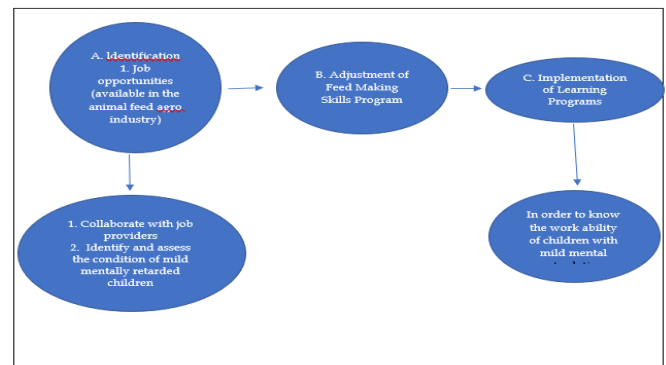 A. Identification
1. Job
opportunities
(available in the
animal feed agro
industry)
B. Adjustment of
Feed Making
Skills Program
C. Implementation
of Learning
Programs
1. Collaborate with job
providers
2. Identify and assess
the condition of mild
mentally retarded
children
In order to know
the work ability
of children with
mild mental